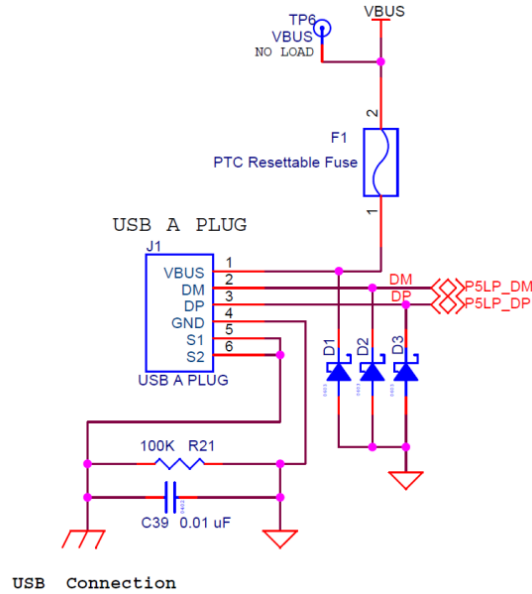 TP6
VBUS
VBUS
NO LOAD
2
F1
PTC Resettable Fuse
1
USB A PLUG
J1
VBUS 1
DM 2
DP 3
GND 4
S1 5
S2 6
USB A PLUG
DM P5LP_DM
DP P5LP_DP
D1 D2 D3
100K R21
C39 0.01 uF
USB Connection